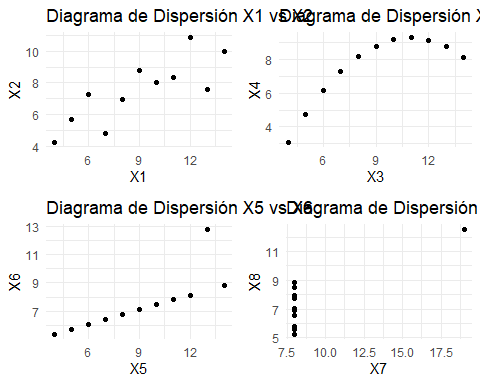 Diagrama de Dispersión X1 vs X2
Diagrama de Dispersión X
X2
10
8
6
4
6
9
12
X1
X4
8
6
4
6
9
12
X3
Diagrama de Dispersión X5 vs X6
Diagrama de Dispersión
X6
13
11
9
7
6
9
12
X5
X8
11
9
7
5
7.5
10.0
12.5
15.0
17.5
X7